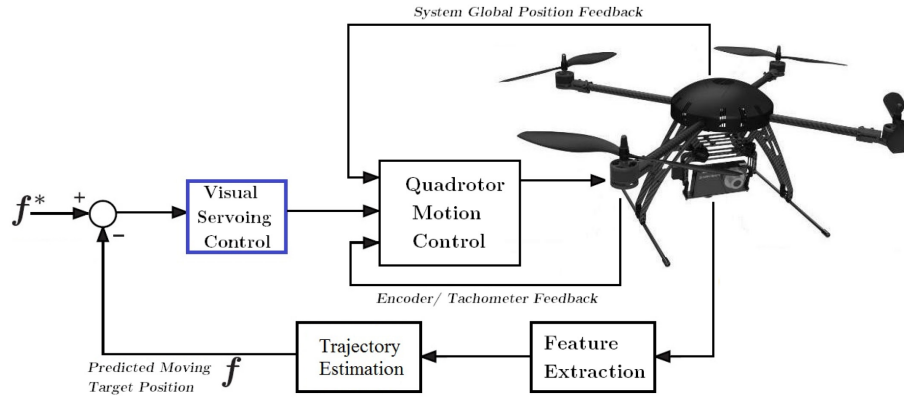 System Global Position Feedback
f*
+
−
Visual
Servoing
Control
Quadrotor
Motion
Control
Encoder/ Tachometer Feedback
Predicted Moving
Target Position
f
Trajectory
Estimation
Feature
Extraction